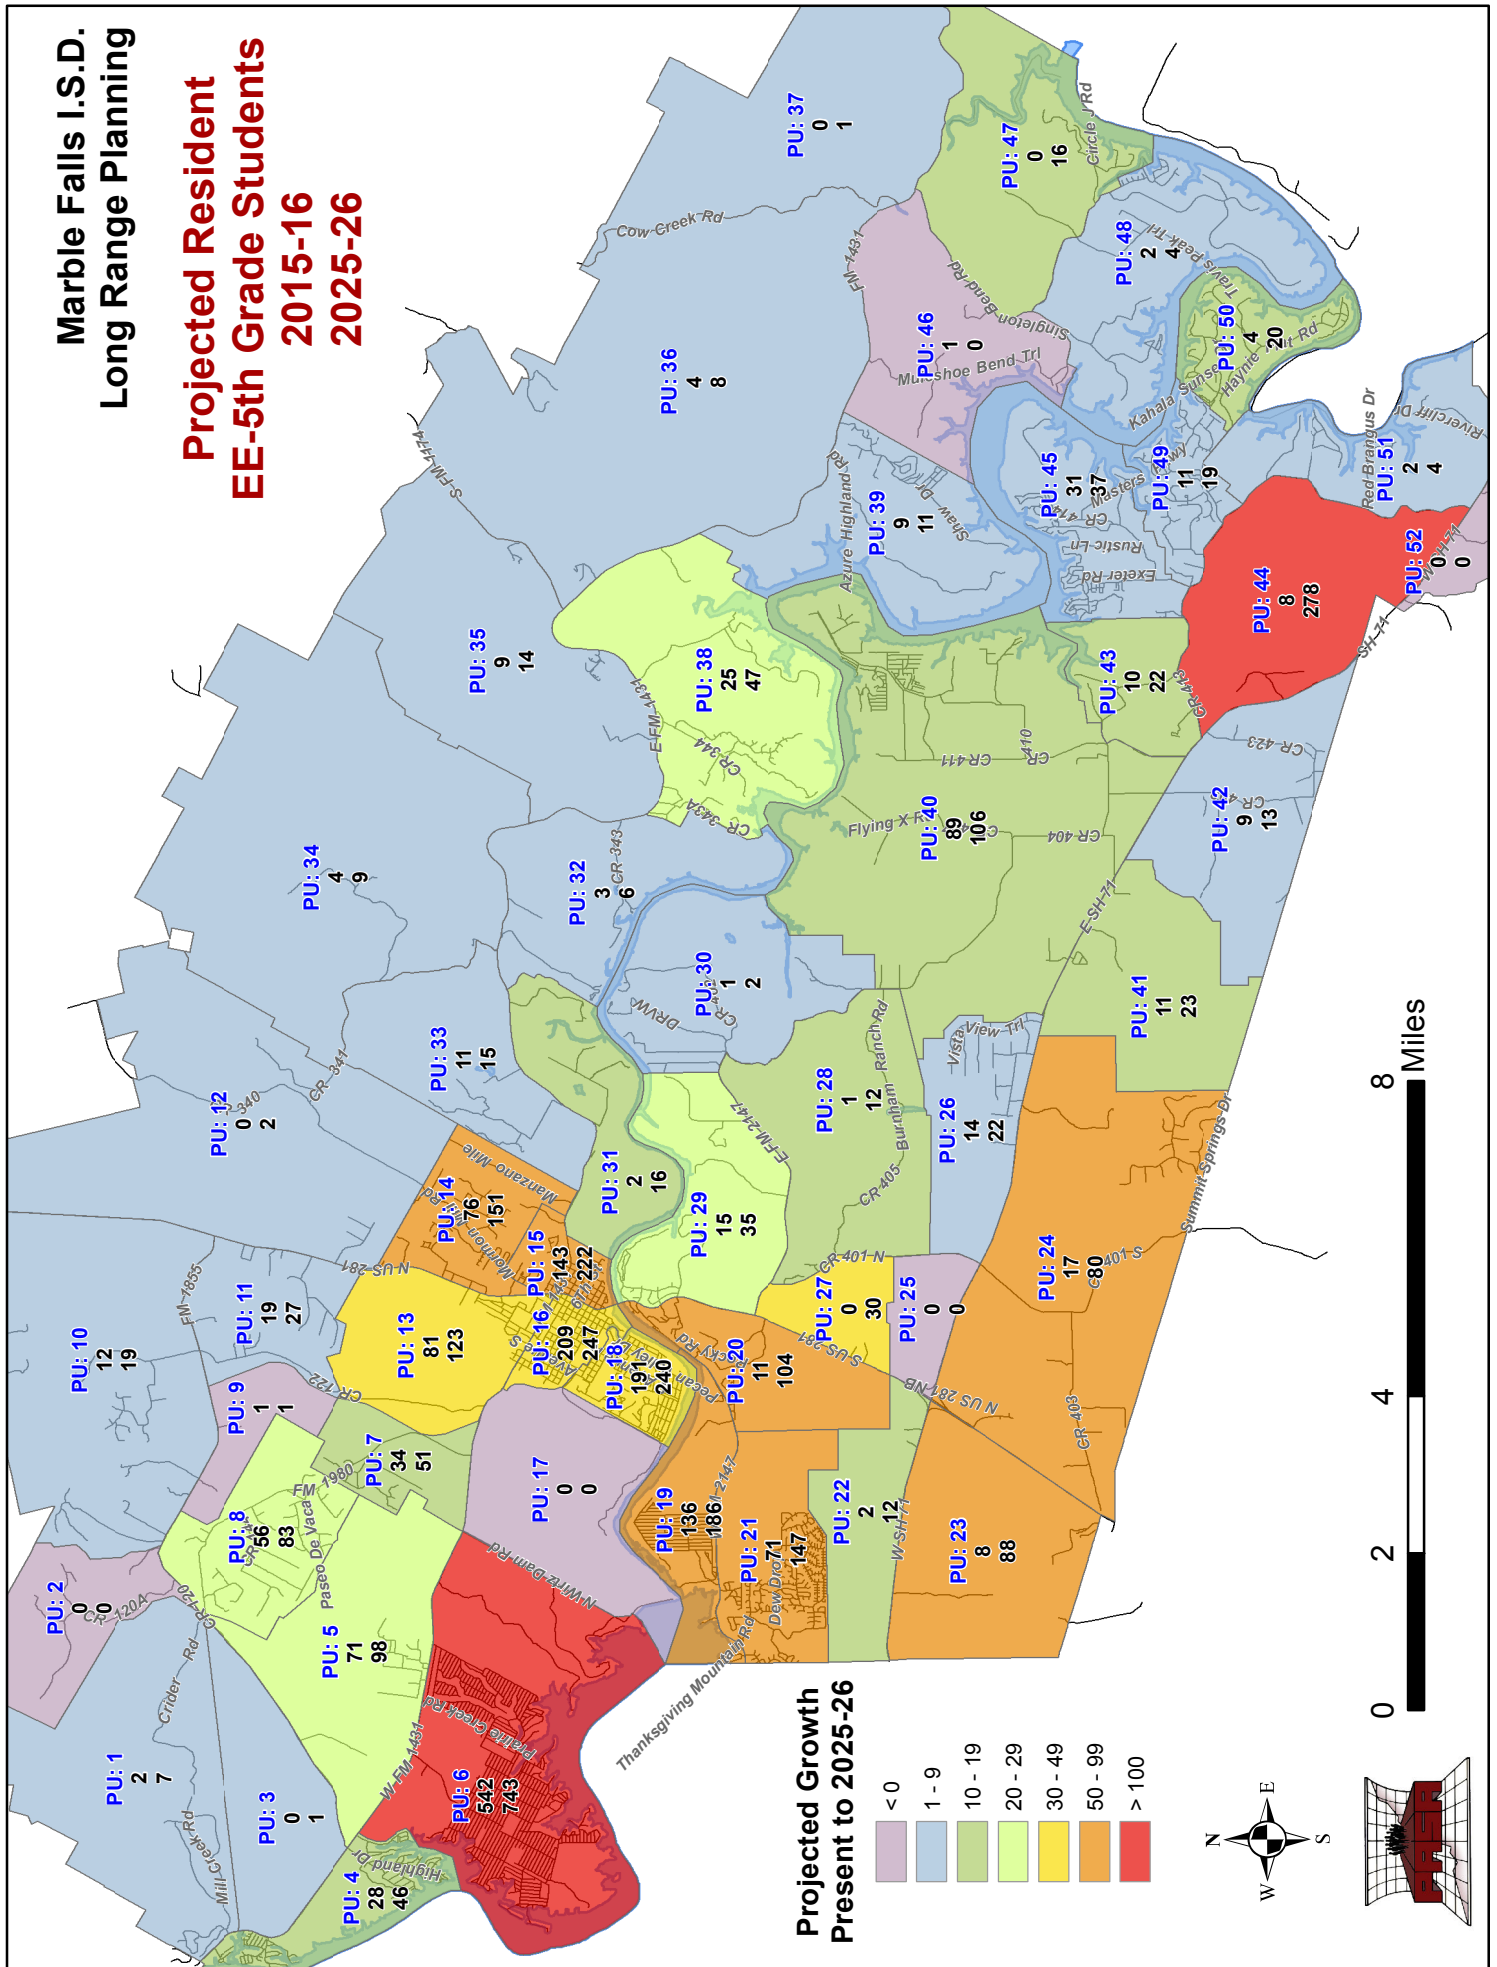 Marble Falls I.S.D.
Long Range Planning
Projected Resident
EE-5th Grade Students
2015-16
2025-26
PU: 1
2
7
PU: 2
0
0
CR 120A
Crider Rd
Mill Creek Rd
PU: 3
0
1
PU: 4
28
46
Highland Dr
PU: 5
71
98
CR 120
W FM 1431
PU: 6
542
743
Prairie Creek Rd
N Wirtz Dam Rd
PU: 7
34
51
FM 1980
Paseo De Vaca
PU: 8
56
83
PU: 9
1
1
CR 122
PU: 10
12
19
FM 1855
PU: 11
19
27
N US 281
PU: 12
0
2
CR 341
PU: 13
81
123
PU: 14
76
151
Mormon Mill Rd
Manzano Mile
PU: 15
143
222
PU: 16
209
247
PU: 17
0
0
PU: 18
191
240
PU: 19
136
186
PU: 20
11
104
PU: 21
71
147
Thanksgiving Mountain Rd
PU: 22
2
12
W SH 71
PU: 23
8
88
CR 403
N US 281 NB
PU: 24
17
80
Summit Springs Dr
PU: 25
0
0
PU: 26
14
22
Vista View Trl
PU: 27
0
30
S US 281
CR 401 N
PU: 28
1
12
CR 405
Burnham Ranch Rd
PU: 29
15
35
E FM 2147
PU: 30
1
2
DRVW
PU: 31
2
16
PU: 32
3
6
CR 343
PU: 33
11
15
PU: 34
4
9
PU: 35
9
14
S FM 1174
E FM 1431
PU: 36
4
8
Cow Creek Rd
PU: 37
0
1
PU: 38
25
47
CR 344
CR 343A
PU: 39
9
11
Azure Highland Rd
Shaw Dr
PU: 40
89
106
CR 411
CR 410
CR 404
E SH 71
PU: 41
11
23
PU: 42
9
13
CR 423
PU: 43
10
22
CR 413
PU: 44
8
278
SH 71
PU: 45
31
37
CR 414
Rustic Ln
Exeter Rd
PU: 46
1
0
FM 1431
Singleton Bend Rd
Muleshoe Bend Trl
PU: 47
0
16
Circle J Rd
PU: 48
2
4
Travis Peak Trl
PU: 49
11
19
PU: 50
4
20
PU: 51
2
4
Red Brangus Dr
Rivercliff Dr
PU: 52
0
0
Projected Growth
Present to 2025-26
< 0
1 - 9
10 - 19
20 - 29
30 - 49
50 - 99
> 100
N
W
E
S
0
2
4
8
Miles